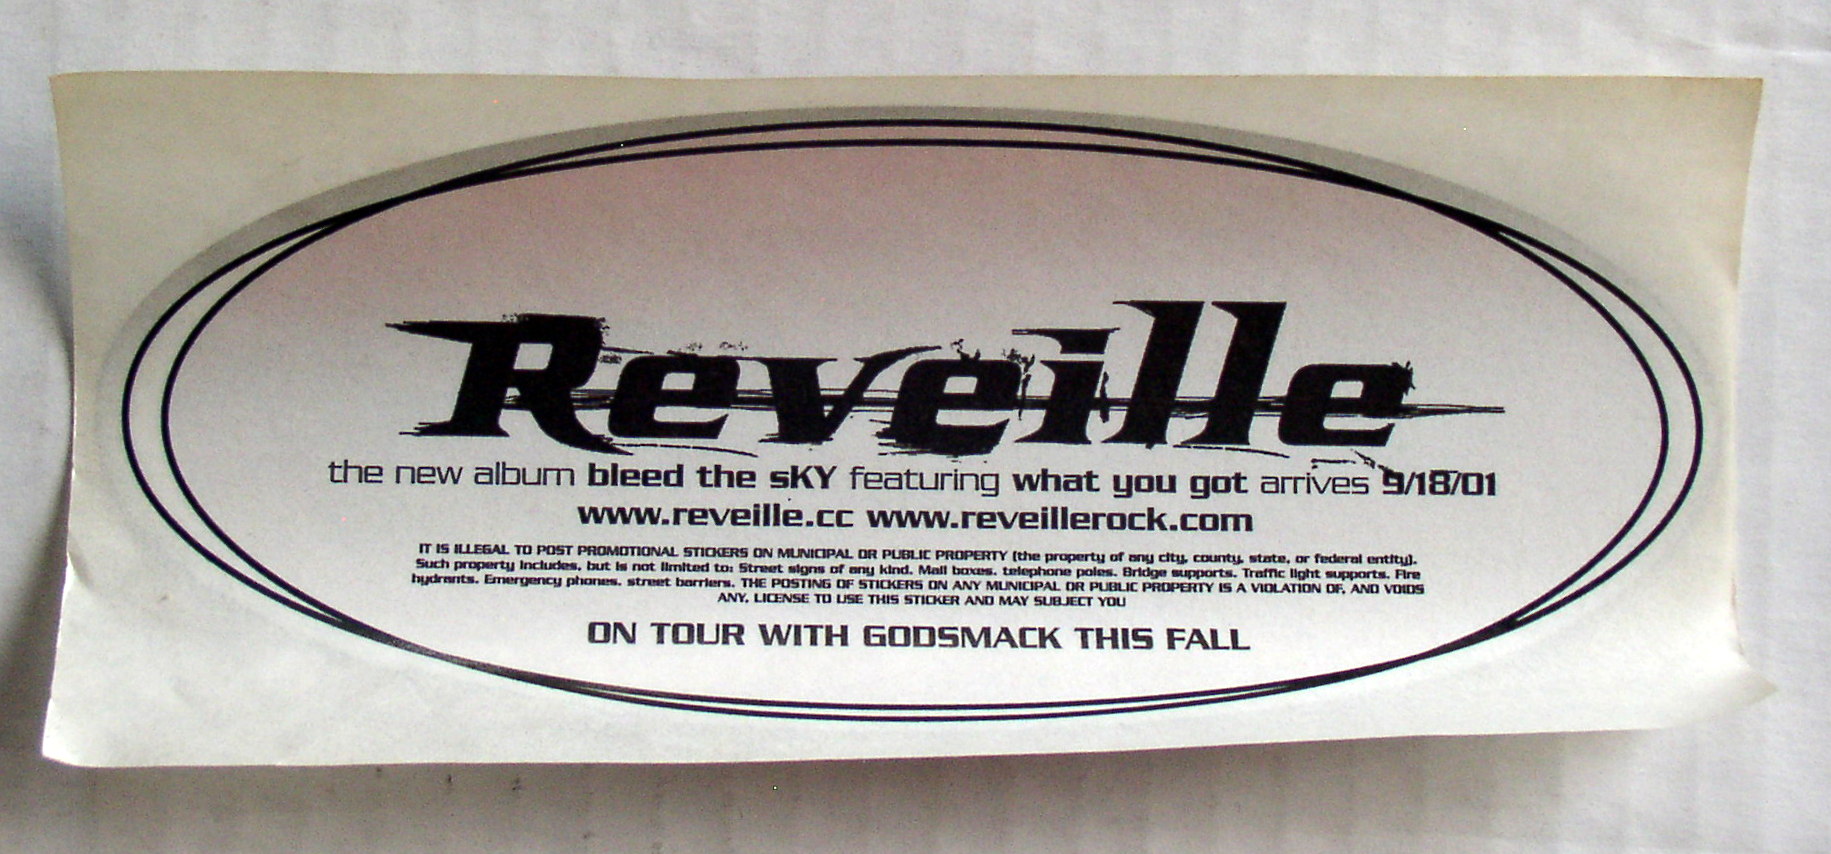 Reveille
the new album bleed the sKY featuring what you got arrives 9/18/01
www.reveille.cc www.reveillerock.com
IT IS ILLEGAL TO POST PROMOTIONAL STICKERS ON MUNICIPAL OR PUBLIC PROPERTY (the property of any city, county, state, or federal entity).
Such property includes, but is not limited to: Street signs of any kind, Mail boxes, telephone poles, Bridge supports, Traffic light supports, Fire
hydrants, Emergency phones, street barriers. THE POSTING OF STICKERS ON ANY MUNICIPAL OR PUBLIC PROPERTY IS A VIOLATION OF, AND VOIDS
ANY, LICENSE TO USE THIS STICKER AND MAY SUBJECT YOU
ON TOUR WITH GODSMACK THIS FALL